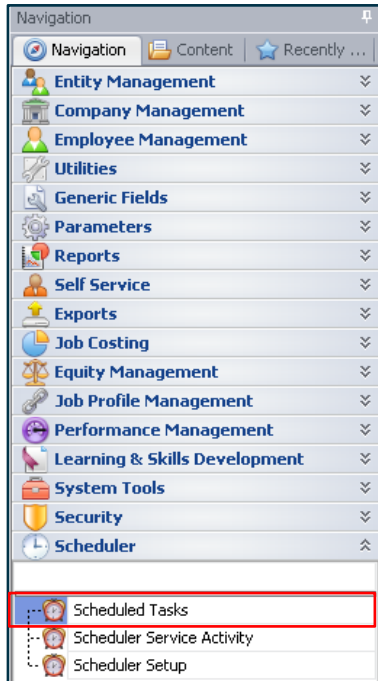 Navigation
Navigation Content Recently ...
Entity Management
Company Management
Employee Management
Utilities
Generic Fields
Parameters
Reports
Self Service
Exports
Job Costing
Equity Management
Job Profile Management
Performance Management
Learning & Skills Development
System Tools
Security
Scheduler
Scheduled Tasks
Scheduler Service Activity
Scheduler Setup